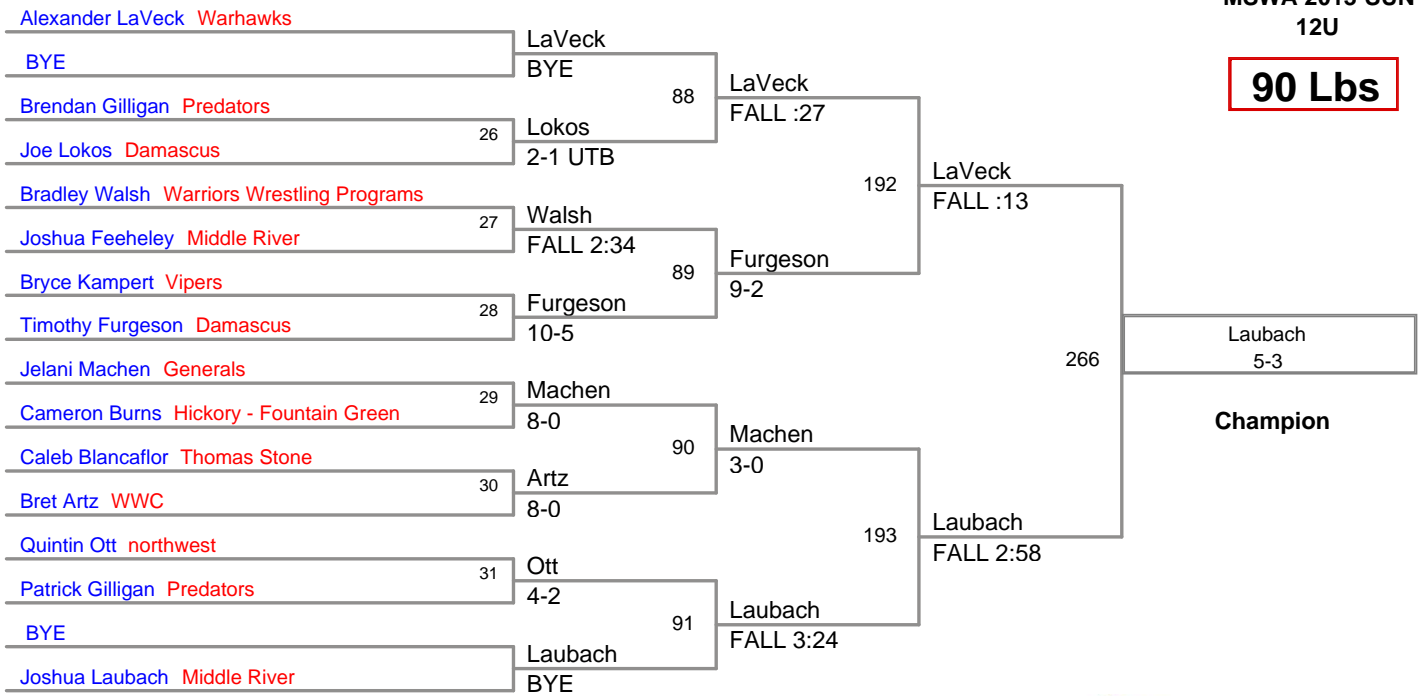 Alexander LaVeck Warhawks
BYE
Brendan Gilligan Predators
Joe Lokos Damascus
Bradley Walsh Warriors Wrestling Programs
Joshua Feeheley Middle River
Bryce Kampert Vipers
Timothy Furgeson Damascus
Jelani Machen Generals
Cameron Burns Hickory - Fountain Green
Caleb Blancaflor Thomas Stone
Bret Artz WWC
Quintin Ott northwest
Patrick Gilligan Predators
BYE
Joshua Laubach Middle River
26
27
28
29
30
31
LaVeck
BYE
Lokos
2-1 UTB
Walsh
FALL 2:34
Furgeson
10-5
Machen
8-0
Artz
8-0
Ott
4-2
Laubach
BYE
88
89
90
91
LaVeck
FALL :27
Furgeson
9-2
Machen
3-0
Laubach
FALL 3:24
192
193
LaVeck
FALL :13
Laubach
FALL 2:58
266
Laubach
5-3
Champion
12U
90 Lbs